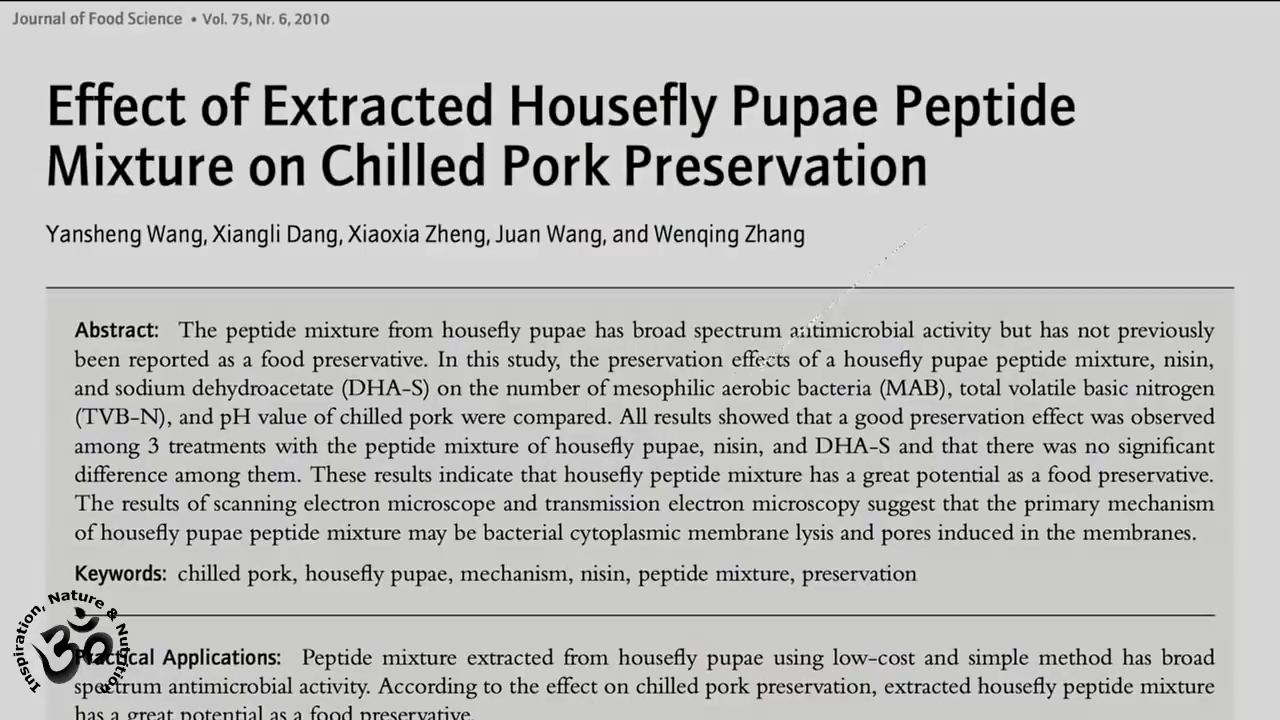 Journal of Food Science • Vol. 75, Nr. 6, 2010
Effect of Extracted Housefly Pupae Peptide
Mixture on Chilled Pork Preservation
Yansheng Wang, Xiangli Dang, Xiaoxia Zheng, Juan Wang, and Wenqing Zhang
Abstract: The peptide mixture from housefly pupae has broad spectrum antimicrobial activity but has not previously
been reported as a food preservative. In this study, the preservation effects of a housefly pupae peptide mixture, nisin,
and sodium dehydroacetate (DHA-S) on the number of mesophilic aerobic bacteria (MAB), total volatile basic nitrogen
(TVB-N), and pH value of chilled pork were compared. All results showed that a good preservation effect was observed
among 3 treatments with the peptide mixture of housefly pupae, nisin, and DHA-S and that there was no significant
difference among them. These results indicate that housefly peptide mixture has a great potential as a food preservative.
The results of scanning electron microscope and transmission electron microscopy suggest that the primary mechanism
of housefly pupae peptide mixture may be bacterial cytoplasmic membrane lysis and pores induced in the membranes.
Keywords: chilled pork, housefly pupae, mechanism, nisin, peptide mixture, preservation
Inspiration, Nature & Nutrition
ॐ
Practical Applications: Peptide mixture extracted from housefly pupae using low-cost and simple method has broad
spectrum antimicrobial activity. According to the effect on chilled pork preservation, extracted housefly peptide mixture
has a great potential as a food preservative.